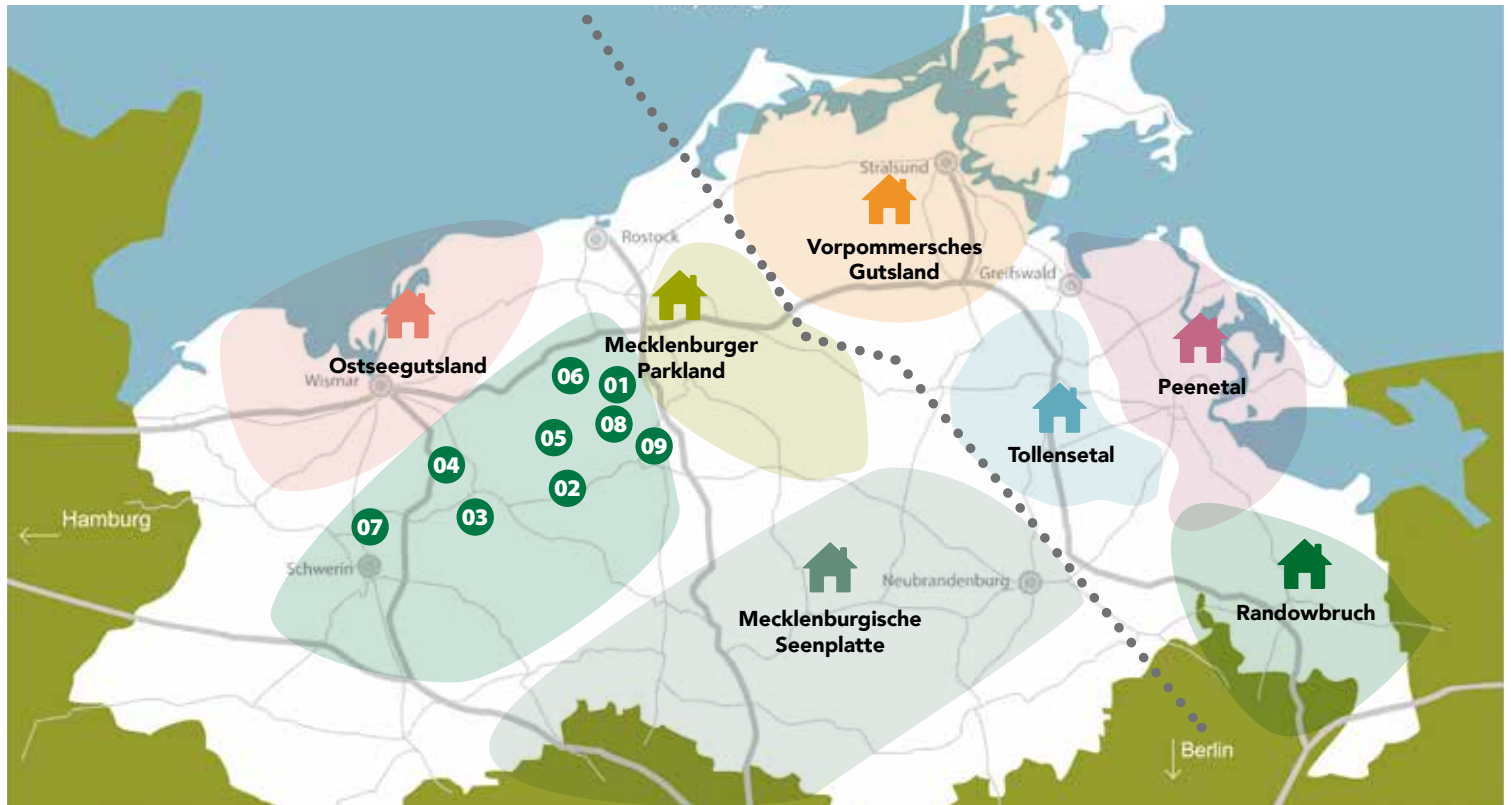 Stralsund
Vorpommersches
Gutsland
Rostock
Greifswald
Mecklenburger
Parkland
Ostseegutsland
Wismar
Peenetal
06
01
08
05
09
04
02
03
07
Tollensetal
Hamburg
Schwerin
Neubrandenburg
Mecklenburgische
Seenplatte
Randowbruch
Berlin